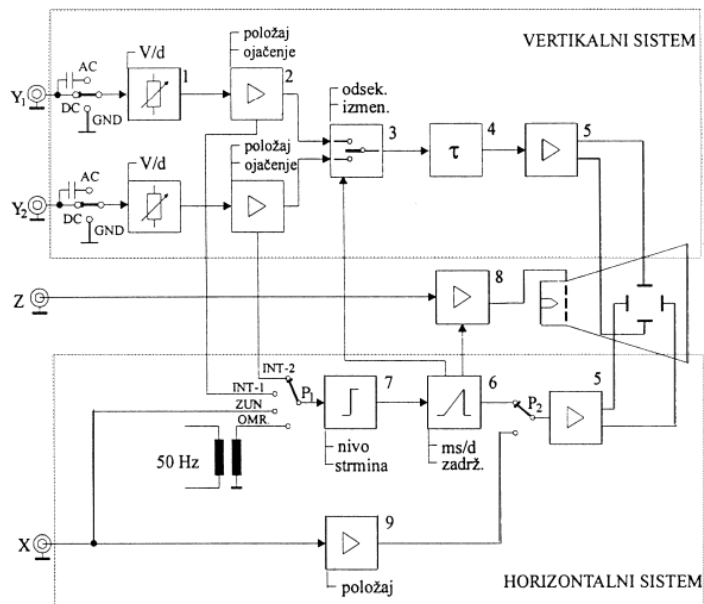 VERTIKALNI SISTEM
položaj
ojačenje
V/d
AC
1
2
Y₁
DC
GND
odsek.
izmen.
3
4
5
τ
V/d
položaj
ojačenje
AC
Y₂
DC
GND
8
Z
INT-2
INT-1
P₁
ZUN
OMR.
7
6
P₂
5
50 Hz
nivo
strmina
ms/d
zadrž.
9
X
položaj
HORIZONTALNI SISTEM